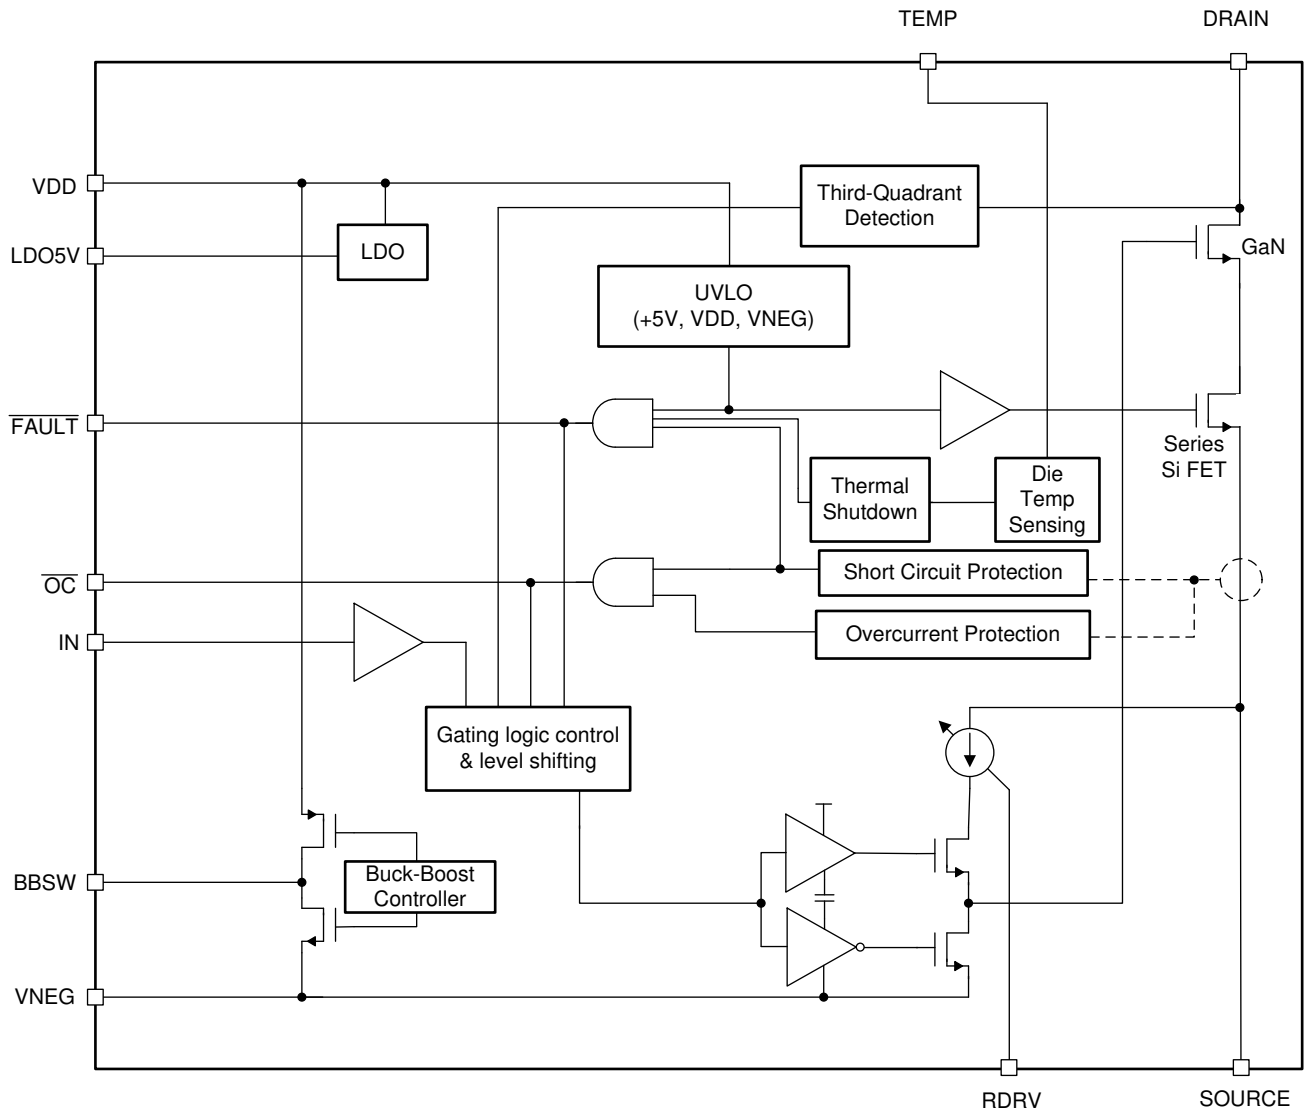 TEMP
DRAIN
VDD
Third-Quadrant
Detection
LDO5V
LDO
GaN
UVLO
(+5V, VDD, VNEG)
FAULT
Series
Si FET
Thermal
Shutdown
Die
Temp
Sensing
OC
Short Circuit Protection
IN
Overcurrent Protection
Gating logic control
& level shifting
BBSW
Buck-Boost
Controller
VNEG
RDRV
SOURCE